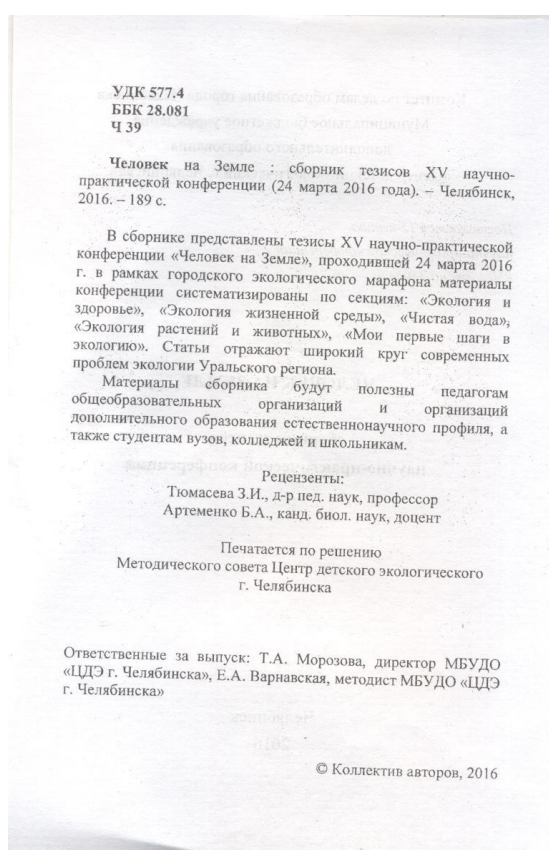 УДК 577.4
ББК 28.081
Ч 39
Человек на Земле : сборник тезисов XV научно-
практической конференции (24 марта 2016 года). – Челябинск,
2016. – 189 с.
В сборнике представлены тезисы XV научно-практической
конференции «Человек на Земле», проходившей 24 марта 2016
г. в рамках городского экологического марафона материалы
конференции систематизированы по секциям: «Экология и
здоровье», «Экология жизненной среды», «Чистая вода»,
«Экология растений и животных», «Мои первые шаги в
экологию». Статьи отражают широкий круг современных
проблем экологии Уральского региона.
Материалы сборника будут полезны педагогам
общеобразовательных организаций и организаций
дополнительного образования естественнонаучного профиля, а
также студентам вузов, колледжей и школьникам.
Рецензенты:
Тюмасева З.И., д-р пед. наук, профессор
Артеменко Б.А., канд. биол. наук, доцент
Печатается по решению
Методического совета Центр детского экологического
г. Челябинска
Ответственные за выпуск: Т.А. Морозова, директор МБУДО
«ЦДЭ г. Челябинска», Е.А. Варнавская, методист МБУДО «ЦДЭ
г. Челябинска»
© Коллектив авторов, 2016